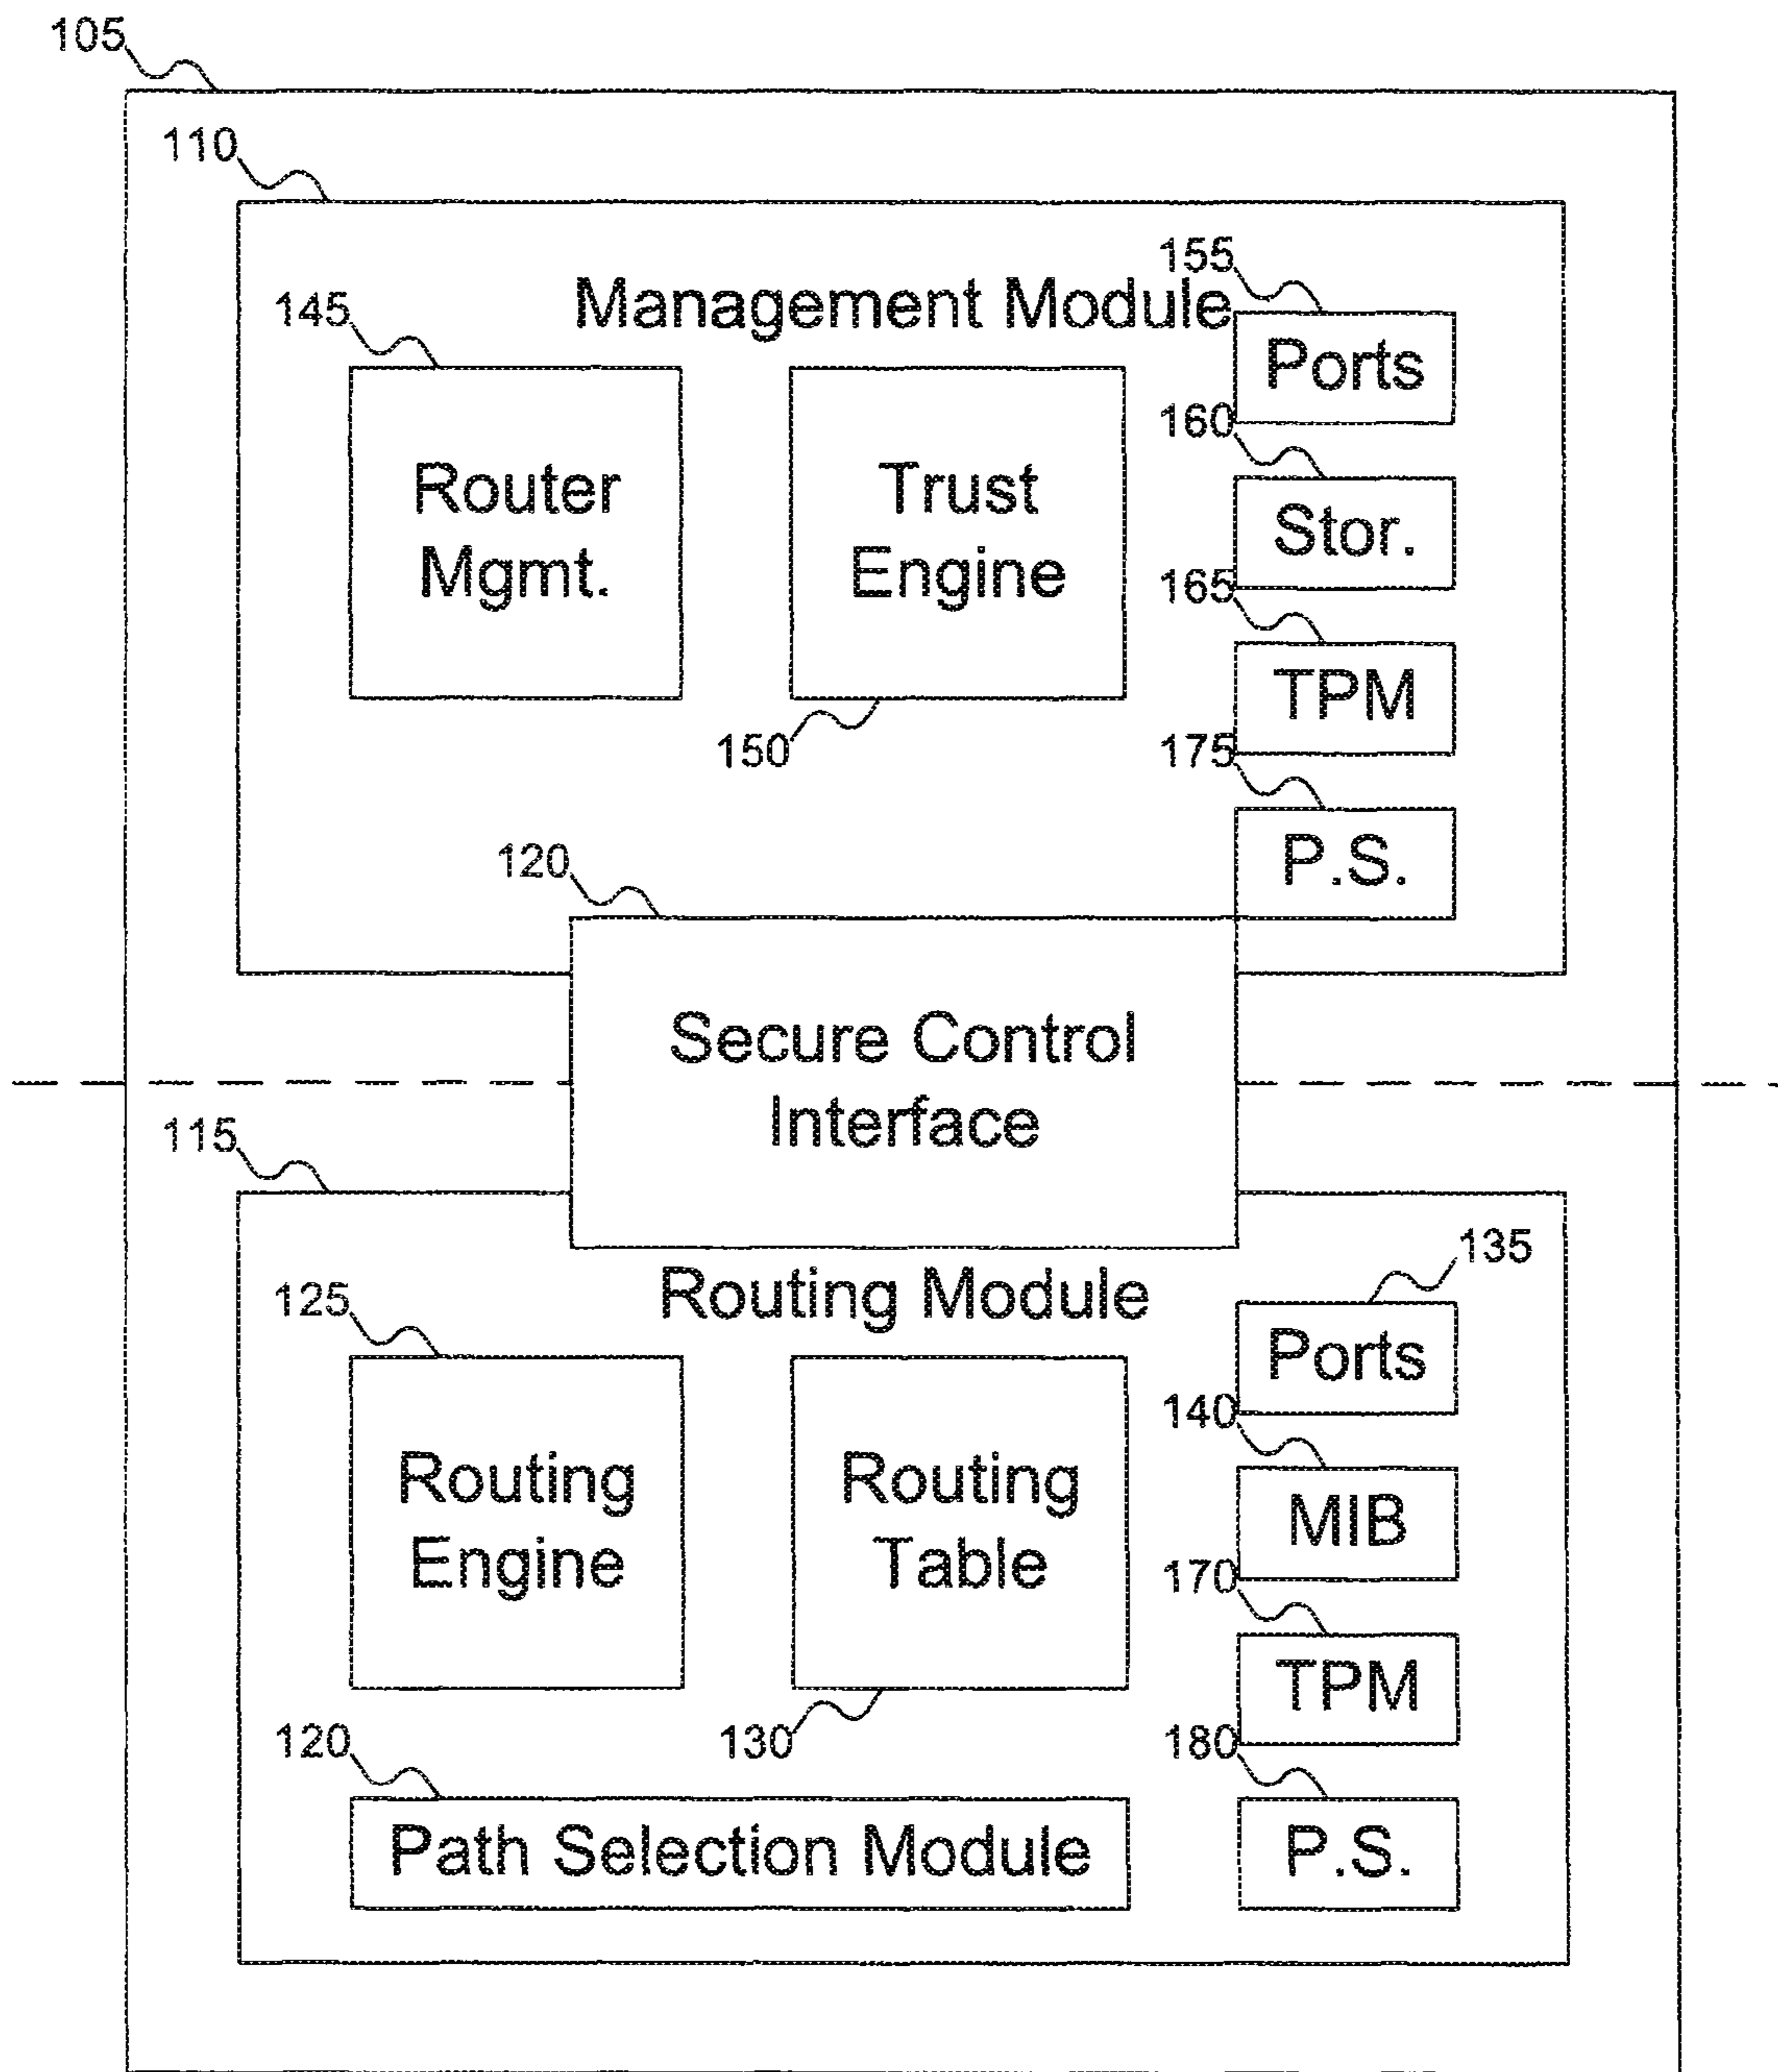 105
110
155
Management Module
145
Ports
160
Router
Mgmt.
Trust
Engine
Stor.
165
TPM
150
175
P.S.
120
Secure Control
Interface
115
135
Routing Module
125
Ports
140
Routing
Engine
Routing
Table
MIB
170
TPM
120
130
180
Path Selection Module
P.S.